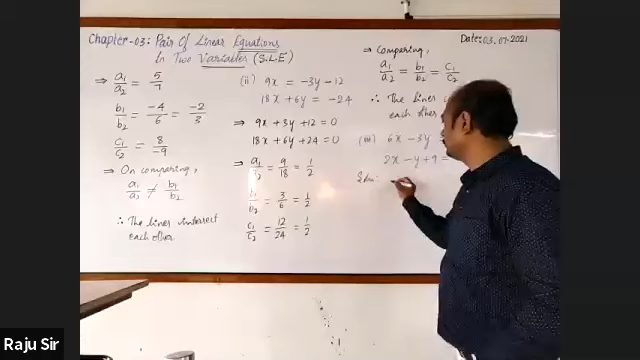 Chapter-03: Pair Of Linear Equations
In Two Variables (S.L.E)
Date: 03.07.2021
⇒ a₁/a₂ = 5/7
b₁/b₂ = -4/6 = -2/3
c₁/c₂ = 8/-9
⇒ On comparing,
a₁/a₂ ≠ b₁/b₂
∴ The lines intersect
each other
(ii) 9x = -3y -12
18x + 6y = -24
⇒ 9x + 3y + 12 = 0
18x + 6y + 24 = 0
⇒ a₁/a₂ = 9/18 = 1/2
b₁/b₂ = 3/6 = 1/2
c₁/c₂ = 12/24 = 1/2
⇒ Comparing,
a₁/a₂ = b₁/b₂ = c₁/c₂
∴ The lines
each other
(iii) 6x - 3y
2x - y + 9 =
Soln:
Raju Sir